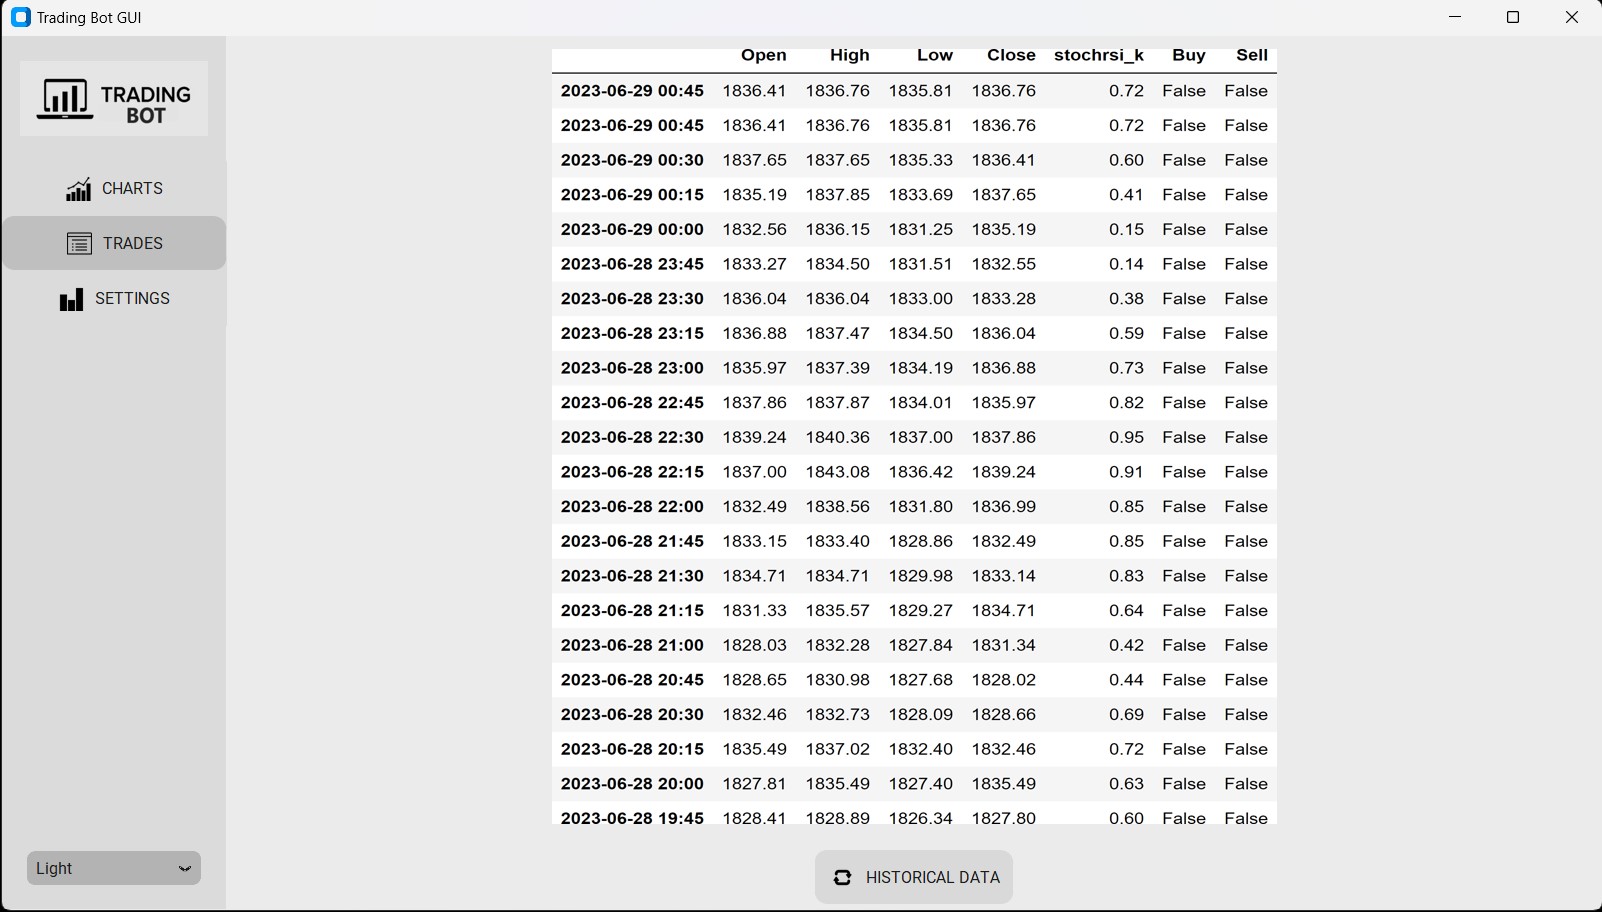 Trading Bot GUI
TRADING
BOT
CHARTS
TRADES
SETTINGS
Light
Open High Low Close stochrsi_k Buy Sell
2023-06-29 00:45 1836.41 1836.76 1835.81 1836.76 0.72 False False
2023-06-29 00:45 1836.41 1836.76 1835.81 1836.76 0.72 False False
2023-06-29 00:30 1837.65 1837.65 1835.33 1836.41 0.60 False False
2023-06-29 00:15 1835.19 1837.85 1833.69 1837.65 0.41 False False
2023-06-29 00:00 1832.56 1836.15 1831.25 1835.19 0.15 False False
2023-06-28 23:45 1833.27 1834.50 1831.51 1832.55 0.14 False False
2023-06-28 23:30 1836.04 1836.04 1833.00 1833.28 0.38 False False
2023-06-28 23:15 1836.88 1837.47 1834.50 1836.04 0.59 False False
2023-06-28 23:00 1835.97 1837.39 1834.19 1836.88 0.73 False False
2023-06-28 22:45 1837.86 1837.87 1834.01 1835.97 0.82 False False
2023-06-28 22:30 1839.24 1840.36 1837.00 1837.86 0.95 False False
2023-06-28 22:15 1837.00 1843.08 1836.42 1839.24 0.91 False False
2023-06-28 22:00 1832.49 1838.56 1831.80 1836.99 0.85 False False
2023-06-28 21:45 1833.15 1833.40 1828.86 1832.49 0.85 False False
2023-06-28 21:30 1834.71 1834.71 1829.98 1833.14 0.83 False False
2023-06-28 21:15 1831.33 1835.57 1829.27 1834.71 0.64 False False
2023-06-28 21:00 1828.03 1832.28 1827.84 1831.34 0.42 False False
2023-06-28 20:45 1828.65 1830.98 1827.68 1828.02 0.44 False False
2023-06-28 20:30 1832.46 1832.73 1828.09 1828.66 0.69 False False
2023-06-28 20:15 1835.49 1837.02 1832.40 1832.46 0.72 False False
2023-06-28 20:00 1827.81 1835.49 1827.40 1835.49 0.63 False False
2023-06-28 19:45 1828.41 1828.89 1826.34 1827.80 0.60 False False
HISTORICAL DATA